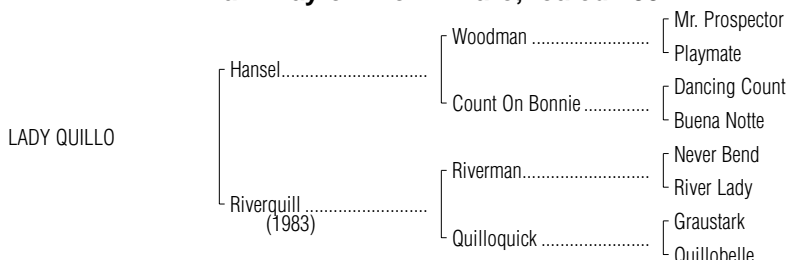 Mr. Prospector
Woodman
Playmate
Hansel
Dancing Count
Count On Bonnie
Buena Notte
LADY QUILLO
Never Bend
Riverman
River Lady
Riverquill
(1983)
Graustark
Quilloquick
Quillobelle